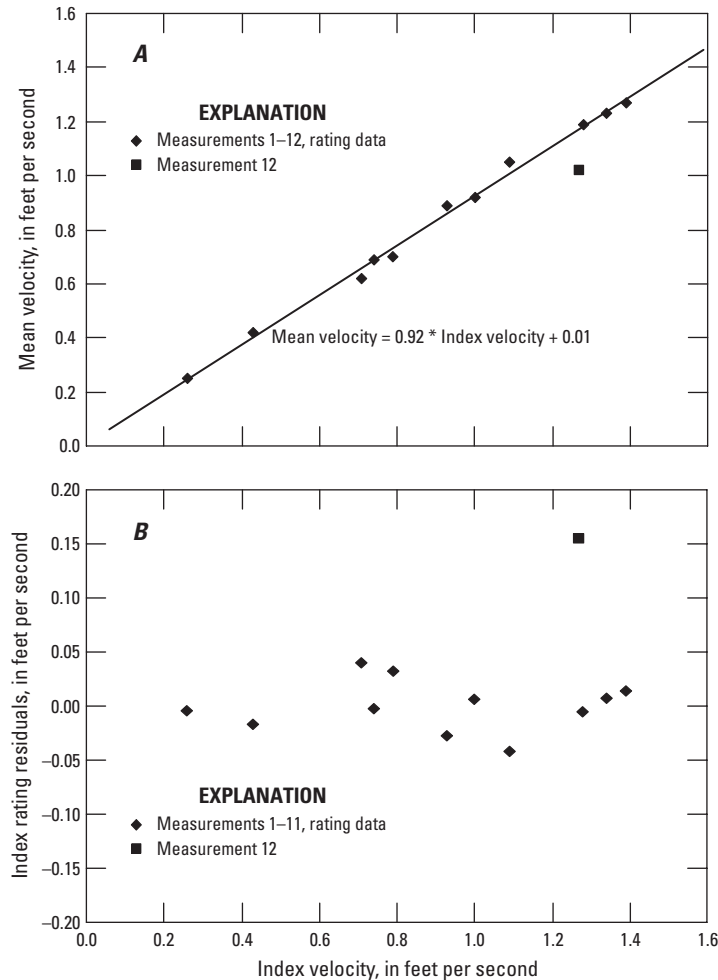 1.6
1.4
1.2
1.0
0.8
0.6
0.4
0.2
0.0
Mean velocity, in feet per second
A
EXPLANATION
Measurements 1–12, rating data
Measurement 12
Mean velocity = 0.92 * Index velocity + 0.01
0.20
0.15
0.10
0.05
0.00
–0.05
–0.10
–0.15
–0.20
Index rating residuals, in feet per second
B
EXPLANATION
Measurements 1–11, rating data
Measurement 12
0.0 0.2 0.4 0.6 0.8 1.0 1.2 1.4 1.6
Index velocity, in feet per second